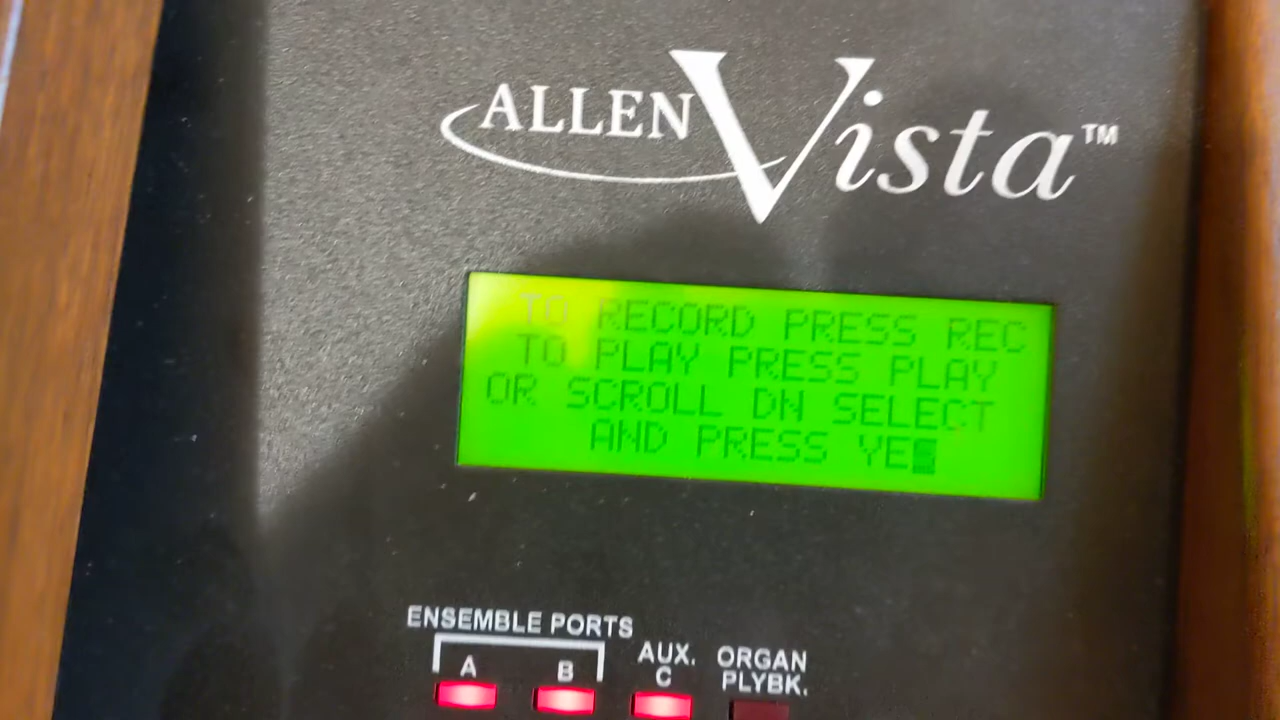 ALLEN Vista™
TO RECORD PRESS REC
TO PLAY PRESS PLAY
OR SCROLL DN SELECT
AND PRESS YES
ENSEMBLE PORTS
A B
AUX.
C
ORGAN
PLYBK.